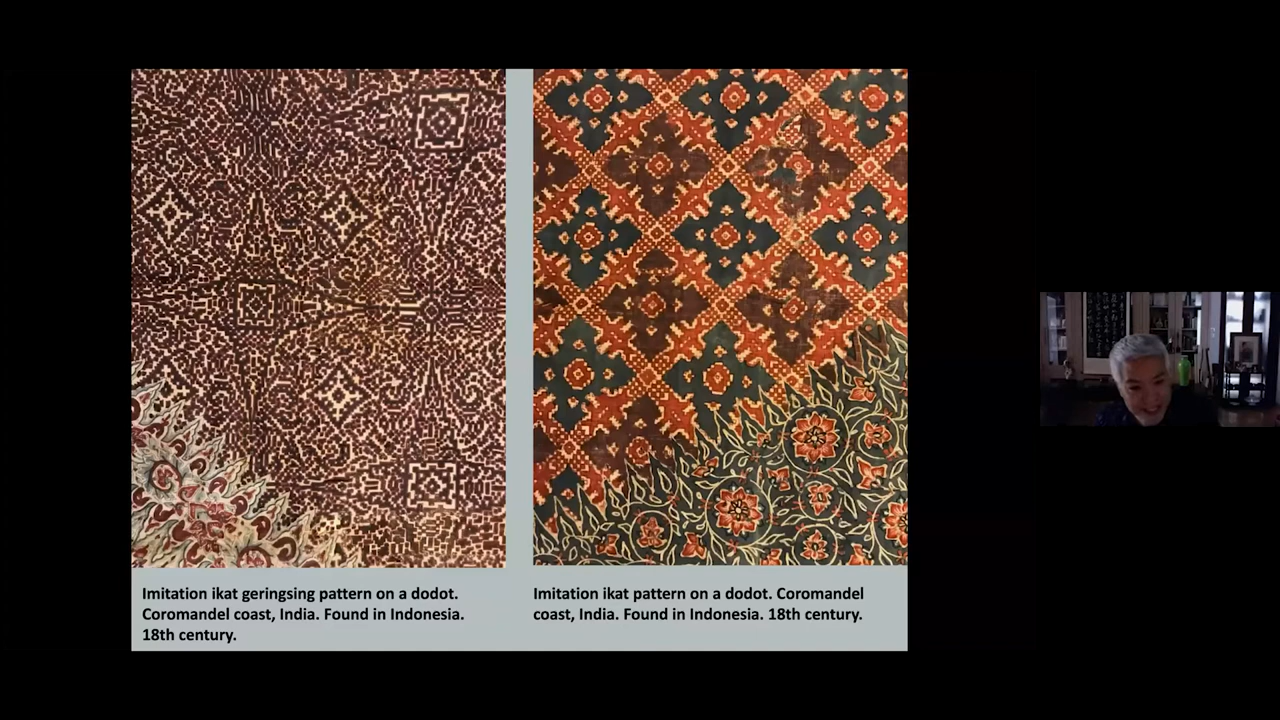 Imitation ikat geringsing pattern on a dodot.
Coromandel coast, India. Found in Indonesia.
18th century.
Imitation ikat pattern on a dodot. Coromandel
coast, India. Found in Indonesia. 18th century.